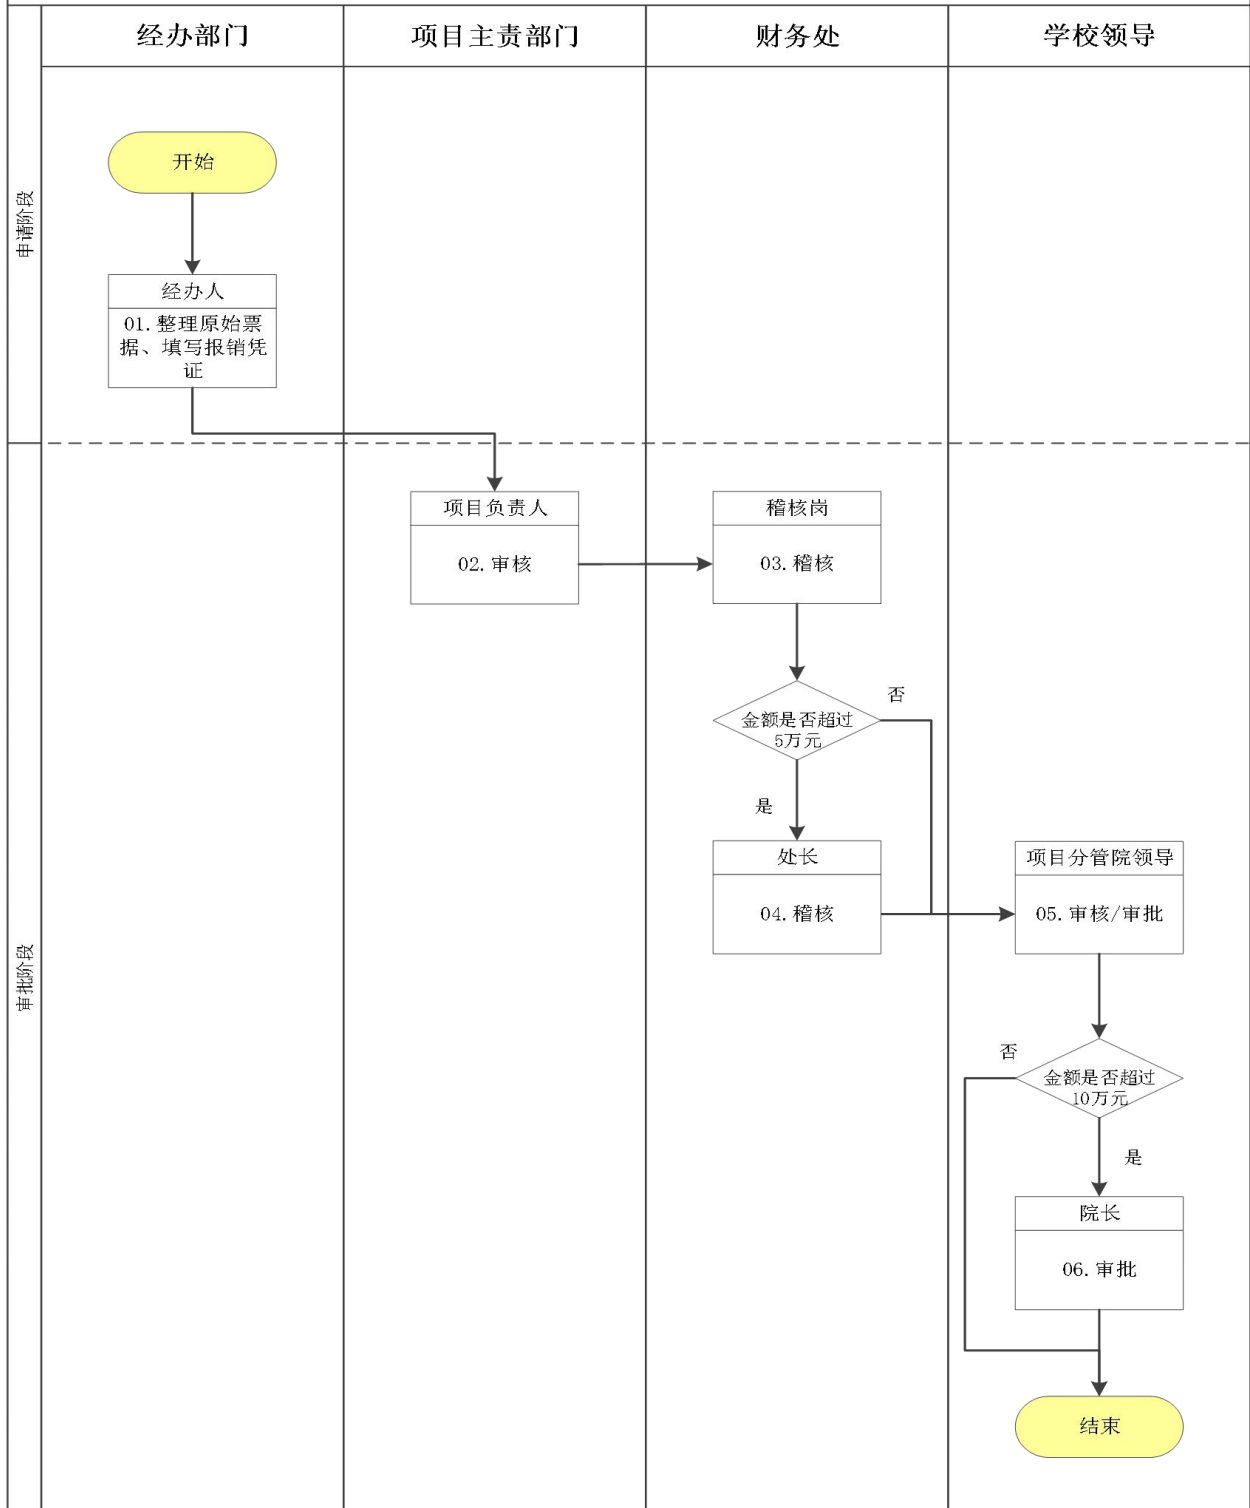 经办部门
项目主责部门
财务处
学校领导
申请阶段
开始
经办人
01.整理原始票
据、填写报销凭
证
审批阶段
项目负责人
02.审核
稽核岗
03.稽核
金额是否超过
5万元
否
是
处长
04.稽核
项目分管院领导
05.审核/审批
金额是否超过
10万元
否
是
院长
06.审批
结束